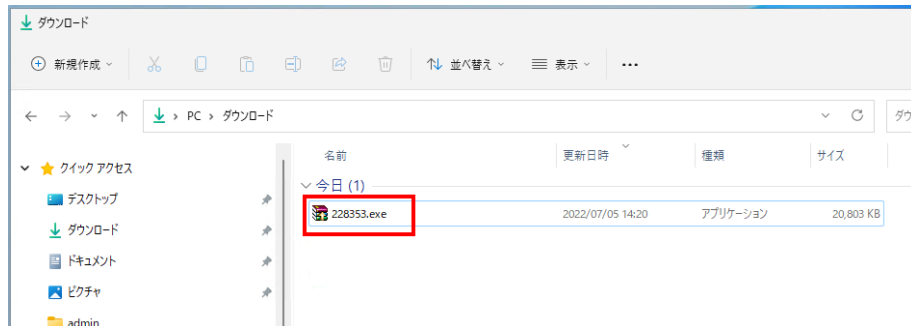 ダウンロード
新規作成
並べ替え
表示
PC › ダウンロード
クイック アクセス
デスクトップ
ダウンロード
ドキュメント
ピクチャ
admin
名前 更新日時 種類 サイズ
今日 (1)
228353.exe 2022/07/05 14:20 アプリケーション 20,803 KB